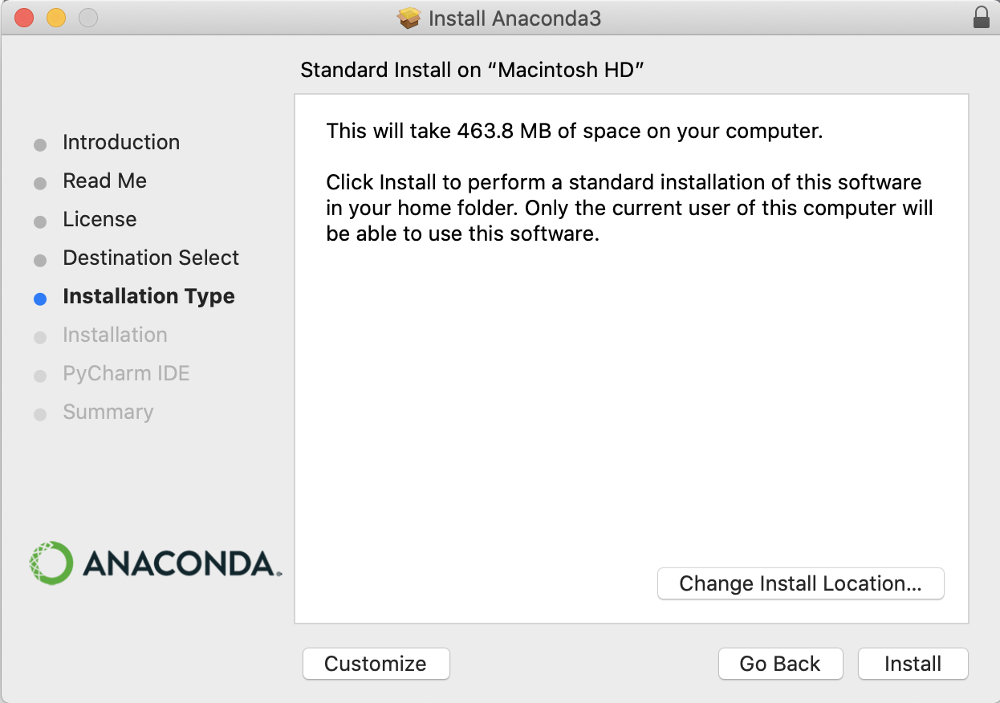 Install Anaconda3
Standard Install on “Macintosh HD”
Introduction
Read Me
License
Destination Select
Installation Type
Installation
PyCharm IDE
Summary
ANACONDA.
This will take 463.8 MB of space on your computer.
Click Install to perform a standard installation of this software
in your home folder. Only the current user of this computer will
be able to use this software.
Change Install Location...
Customize
Go Back
Install